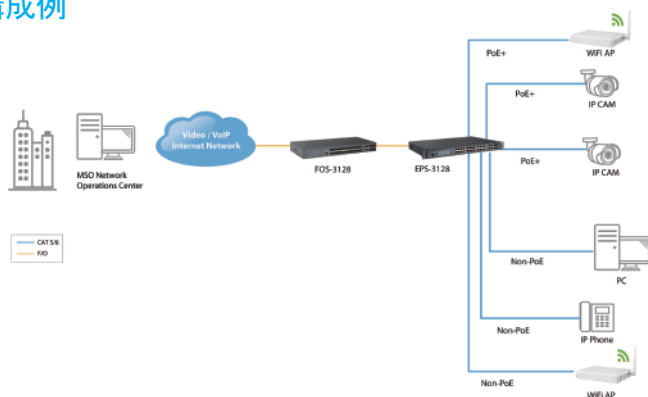 構成例
PoE+
WiFi AP
PoE+
IP CAM
Video / VoIP
Internet Network
MSO Network
Operations Center
FOS-3128
EPS-3128
PoE+
IP CAM
CAT 5/6
F/O
Non-PoE
PC
Non-PoE
IP Phone
Non-PoE
WiFi AP